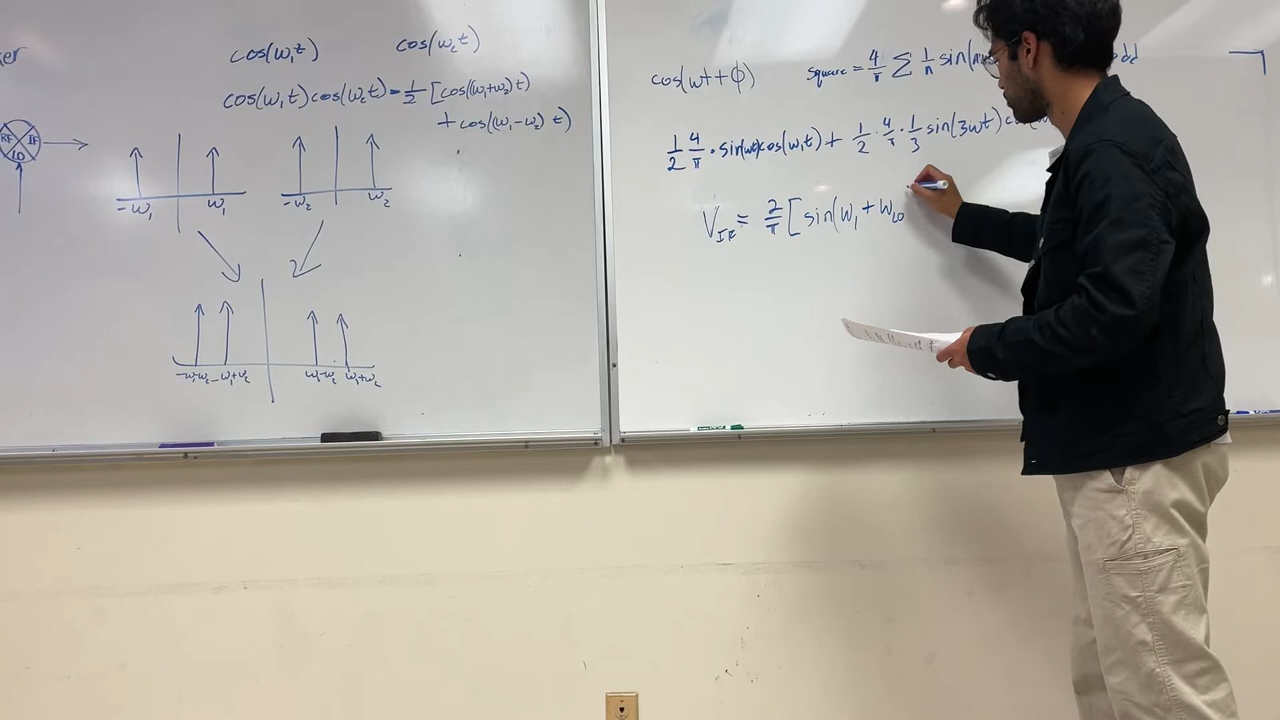 cos(ω₁t) cos(ω₂t)
cos(ω₁t)cos(ω₂t) = 1/2 [cos((ω₁+ω₂)t)
+ cos((ω₁-ω₂)t)]
RF IF
LO
-ω₁ ω₁ -ω₂ ω₂
-ω₁-ω₂ -ω₁+ω₂ ω₁-ω₂ ω₁+ω₂
cos(ωt+φ) square = 4/π ∑ 1/n sin(n odd
1/2 4/π · sin(ωt)cos(ω₁t) + 1/2 · 4/π · 1/3 sin(3ωt)
V_IF = 2/π [sin(ω₁+ω_LO